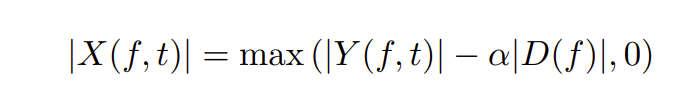 |X(f, t)| = max (|Y(f, t)| − α|D(f)|, 0)